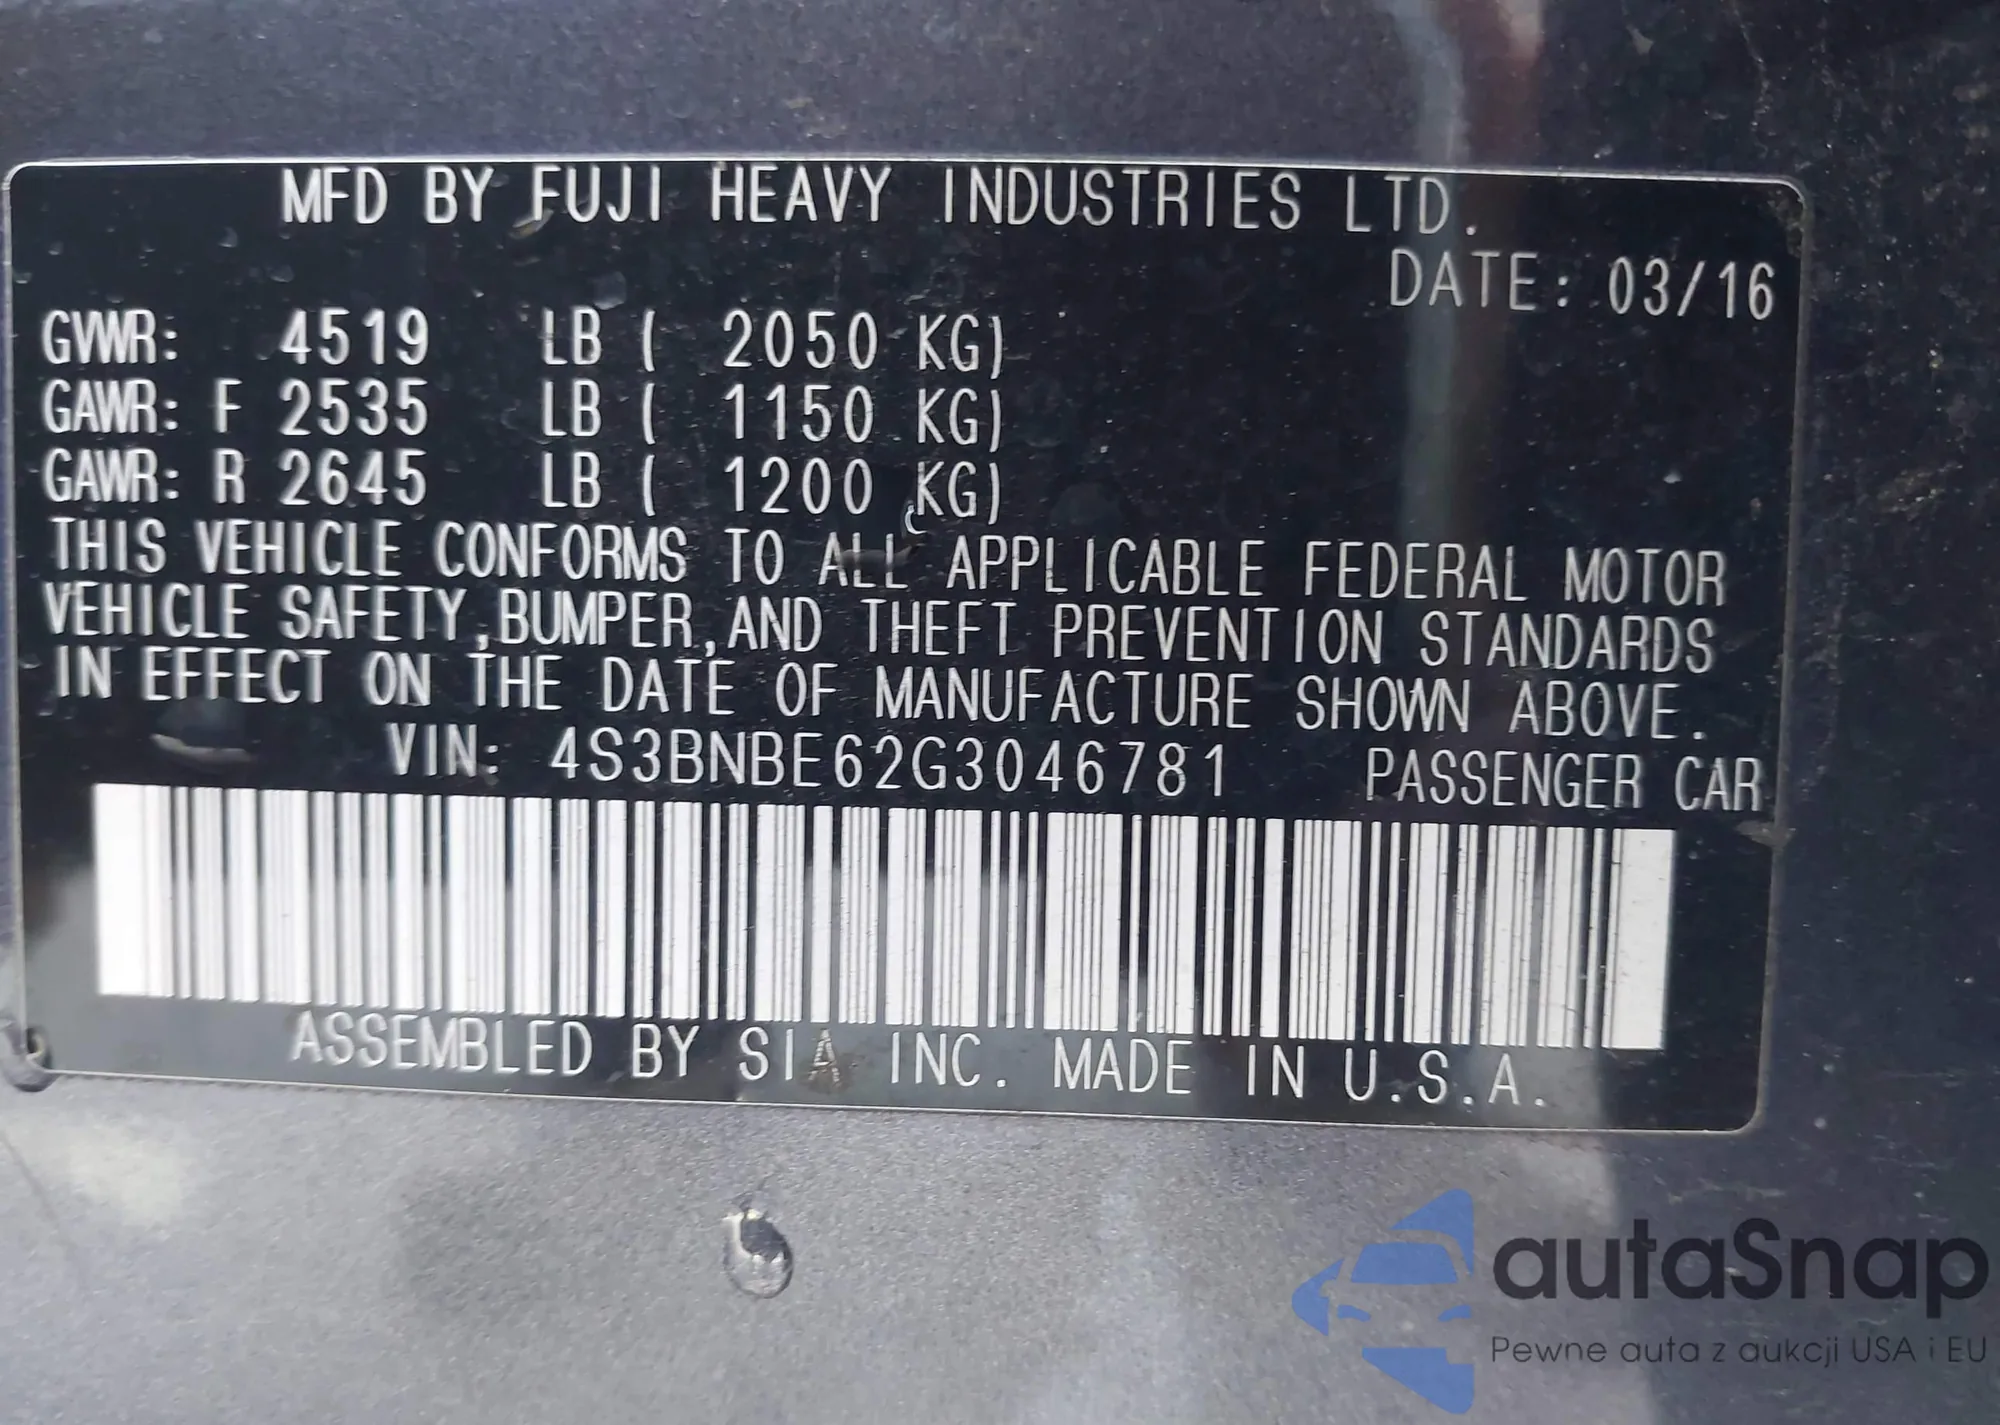 MFD BY FUJI HEAVY INDUSTRIES LTD.
DATE: 03/16
GVWR: 4519 LB ( 2050 KG)
GAWR: F 2535 LB ( 1150 KG)
GAWR: R 2645 LB ( 1200 KG)
THIS VEHICLE CONFORMS TO ALL APPLICABLE FEDERAL MOTOR
VEHICLE SAFETY,BUMPER,AND THEFT PREVENTION STANDARDS
IN EFFECT ON THE DATE OF MANUFACTURE SHOWN ABOVE.
VIN: 4S3BNBE62G3046781 PASSENGER CAR
ASSEMBLED BY SIA INC. MADE IN U.S.A.
autaSnap
Pewne auta z aukcji USA i EU